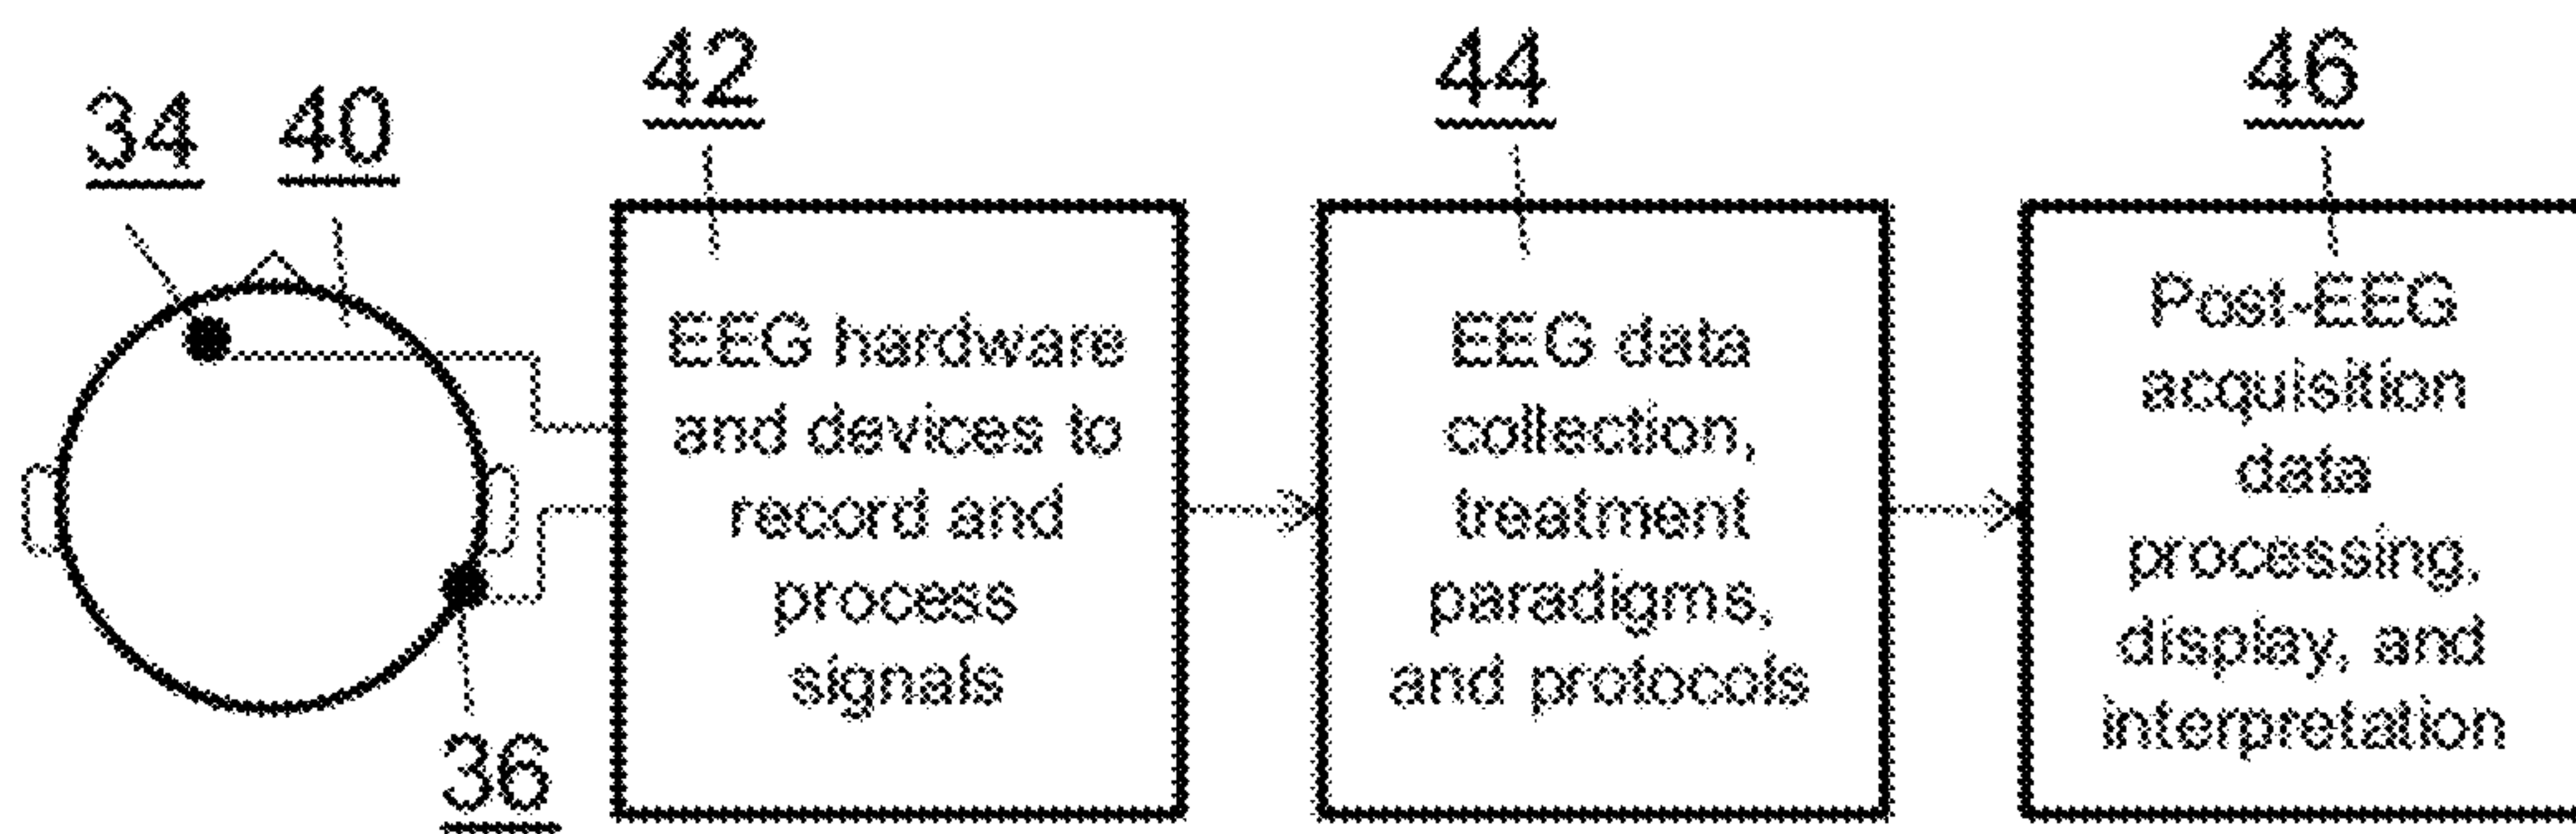 34
40
42
44
46
EEG hardware
and devices to
record and
process
signals
EEG data
collection,
treatment
paradigms,
and protocols
Post-EEG
acquisition
data
processing,
display, and
interpretation
36